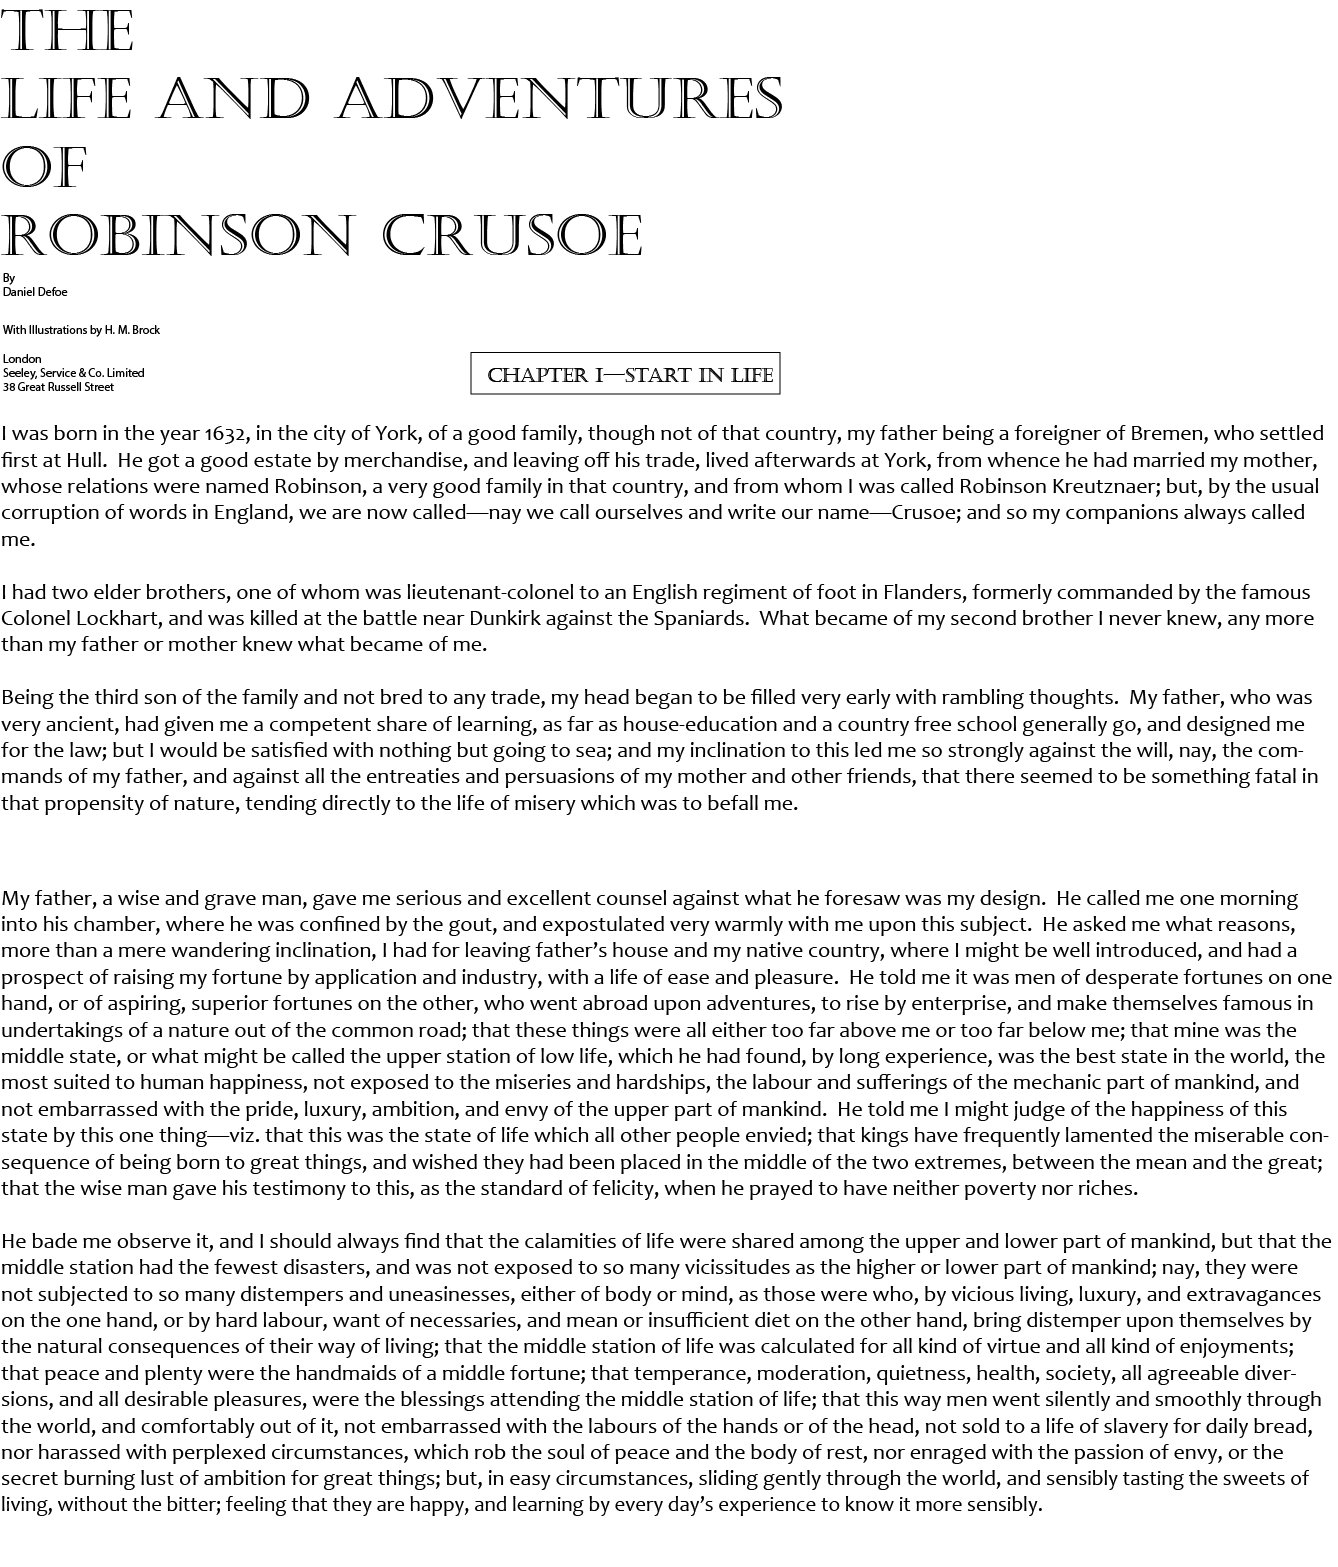 THE
LIFE AND ADVENTURES
OF
ROBINSON CRUSOE
By
Daniel Defoe
With Illustrations by H. M. Brock
London
Seeley, Service & Co. Limited
38 Great Russell Street
CHAPTER I—START IN LIFE
I was born in the year 1632, in the city of York, of a good family, though not of that country, my father being a foreigner of Bremen, who settled
first at Hull.  He got a good estate by merchandise, and leaving off his trade, lived afterwards at York, from whence he had married my mother,
whose relations were named Robinson, a very good family in that country, and from whom I was called Robinson Kreutznaer; but, by the usual
corruption of words in England, we are now called—nay we call ourselves and write our name—Crusoe; and so my companions always called
me.
I had two elder brothers, one of whom was lieutenant-colonel to an English regiment of foot in Flanders, formerly commanded by the famous
Colonel Lockhart, and was killed at the battle near Dunkirk against the Spaniards.  What became of my second brother I never knew, any more
than my father or mother knew what became of me.
Being the third son of the family and not bred to any trade, my head began to be filled very early with rambling thoughts.  My father, who was
very ancient, had given me a competent share of learning, as far as house-education and a country free school generally go, and designed me
for the law; but I would be satisfied with nothing but going to sea; and my inclination to this led me so strongly against the will, nay, the com-
mands of my father, and against all the entreaties and persuasions of my mother and other friends, that there seemed to be something fatal in
that propensity of nature, tending directly to the life of misery which was to befall me.
My father, a wise and grave man, gave me serious and excellent counsel against what he foresaw was my design.  He called me one morning
into his chamber, where he was confined by the gout, and expostulated very warmly with me upon this subject.  He asked me what reasons,
more than a mere wandering inclination, I had for leaving father’s house and my native country, where I might be well introduced, and had a
prospect of raising my fortune by application and industry, with a life of ease and pleasure.  He told me it was men of desperate fortunes on one
hand, or of aspiring, superior fortunes on the other, who went abroad upon adventures, to rise by enterprise, and make themselves famous in
undertakings of a nature out of the common road; that these things were all either too far above me or too far below me; that mine was the
middle state, or what might be called the upper station of low life, which he had found, by long experience, was the best state in the world, the
most suited to human happiness, not exposed to the miseries and hardships, the labour and sufferings of the mechanic part of mankind, and
not embarrassed with the pride, luxury, ambition, and envy of the upper part of mankind.  He told me I might judge of the happiness of this
state by this one thing—viz. that this was the state of life which all other people envied; that kings have frequently lamented the miserable con-
sequence of being born to great things, and wished they had been placed in the middle of the two extremes, between the mean and the great;
that the wise man gave his testimony to this, as the standard of felicity, when he prayed to have neither poverty nor riches.
He bade me observe it, and I should always find that the calamities of life were shared among the upper and lower part of mankind, but that the
middle station had the fewest disasters, and was not exposed to so many vicissitudes as the higher or lower part of mankind; nay, they were
not subjected to so many distempers and uneasinesses, either of body or mind, as those were who, by vicious living, luxury, and extravagances
on the one hand, or by hard labour, want of necessaries, and mean or insufficient diet on the other hand, bring distemper upon themselves by
the natural consequences of their way of living; that the middle station of life was calculated for all kind of virtue and all kind of enjoyments;
that peace and plenty were the handmaids of a middle fortune; that temperance, moderation, quietness, health, society, all agreeable diver-
sions, and all desirable pleasures, were the blessings attending the middle station of life; that this way men went silently and smoothly through
the world, and comfortably out of it, not embarrassed with the labours of the hands or of the head, not sold to a life of slavery for daily bread,
nor harassed with perplexed circumstances, which rob the soul of peace and the body of rest, nor enraged with the passion of envy, or the
secret burning lust of ambition for great things; but, in easy circumstances, sliding gently through the world, and sensibly tasting the sweets of
living, without the bitter; feeling that they are happy, and learning by every day’s experience to know it more sensibly.